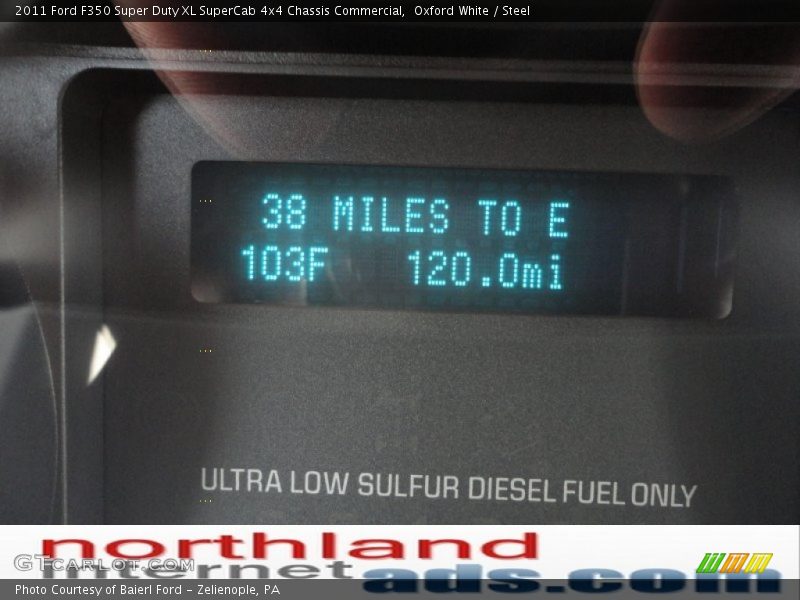 2011 Ford F350 Super Duty XL SuperCab 4x4 Chassis Commercial, Oxford White / Steel
38 MILES TO E
103F 120.0mi
ULTRA LOW SULFUR DIESEL FUEL ONLY
northland
GTCARLOT.COM
internet ads.com
Photo Courtesy of Baierl Ford - Zelienople, PA